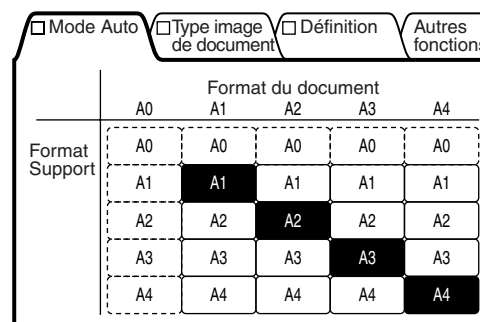 Mode Auto
Type image
de document
Définition
Autres
fonctions
Format du document
A0 A1 A2 A3 A4
Format
Support
A0 A0 A0 A0 A0
A1 A1 A1 A1 A1
A2 A2 A2 A2 A2
A3 A3 A3 A3 A3
A4 A4 A4 A4 A4